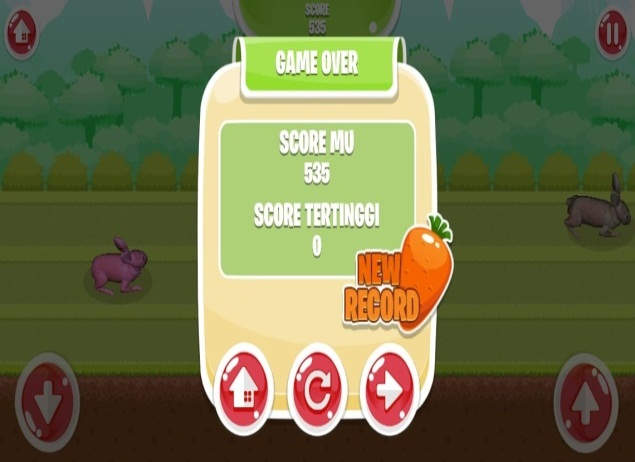 SCORE
535
GAME OVER
SCORE MU
535
SCORE TERTINGGI
0
NEW
RECORD